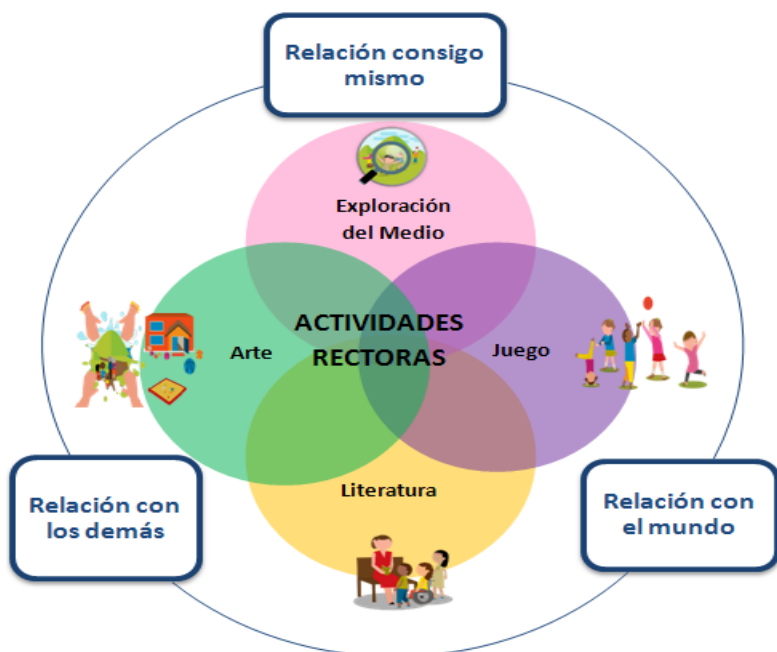 Relación consigo
mismo
Exploración
del Medio
ACTIVIDADES
RECTORAS
Arte
Juego
Literatura
Relación con
los demás
Relación con
el mundo